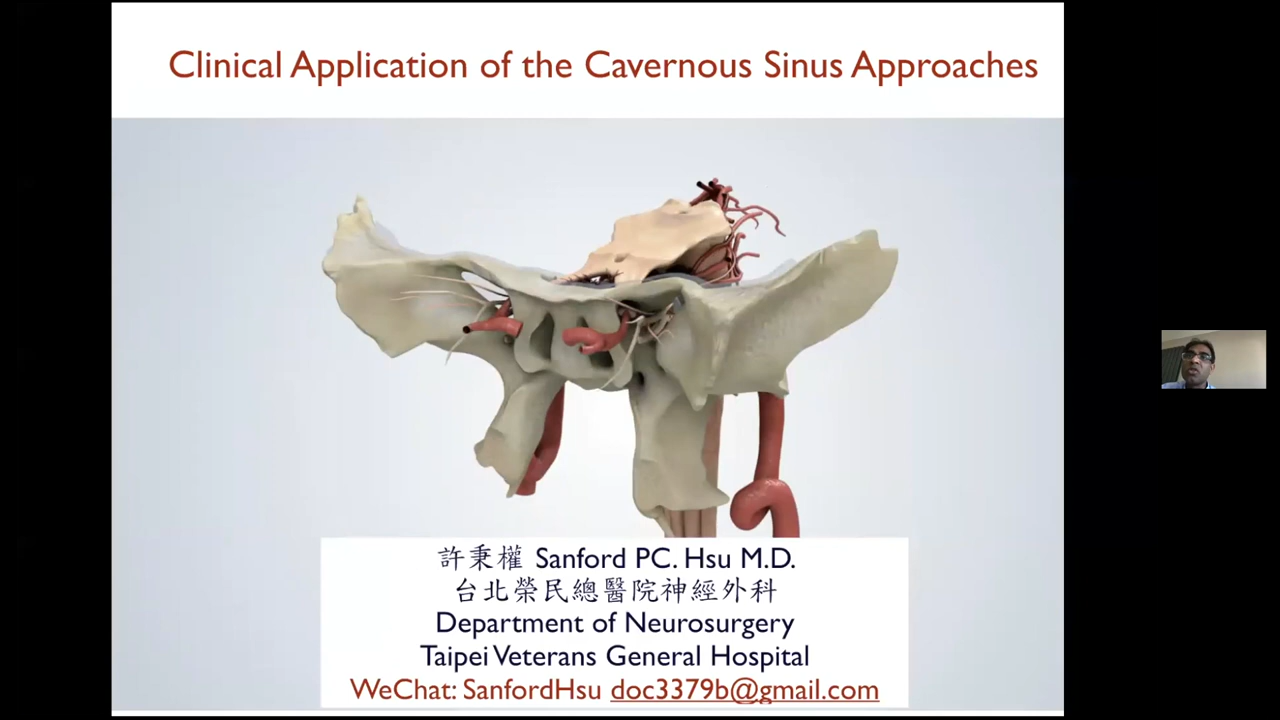 Clinical Application of the Cavernous Sinus Approaches
許秉權 Sanford PC. Hsu M.D.
台北榮民總醫院神經外科
Department of Neurosurgery
Taipei Veterans General Hospital
WeChat: SanfordHsu doc3379b@gmail.com